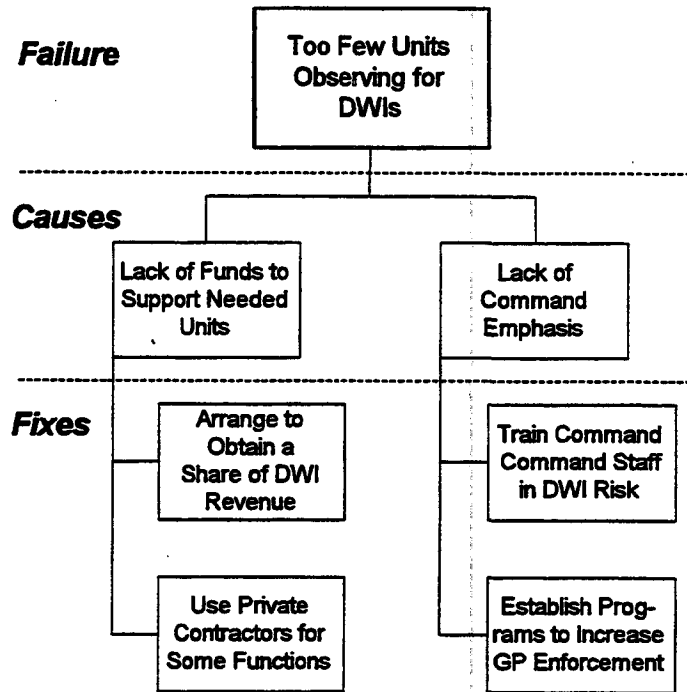 Failure
Too Few Units
Observing for
DWIs
Causes
Lack of Funds to
Support Needed
Units
Lack of
Command
Emphasis
Fixes
Arrange to
Obtain a
Share of DWI
Revenue
Train Command
Command Staff
in DWI Risk
Use Private
Contractors for
Some Functions
Establish Prog-
rams to Increase
GP Enforcement